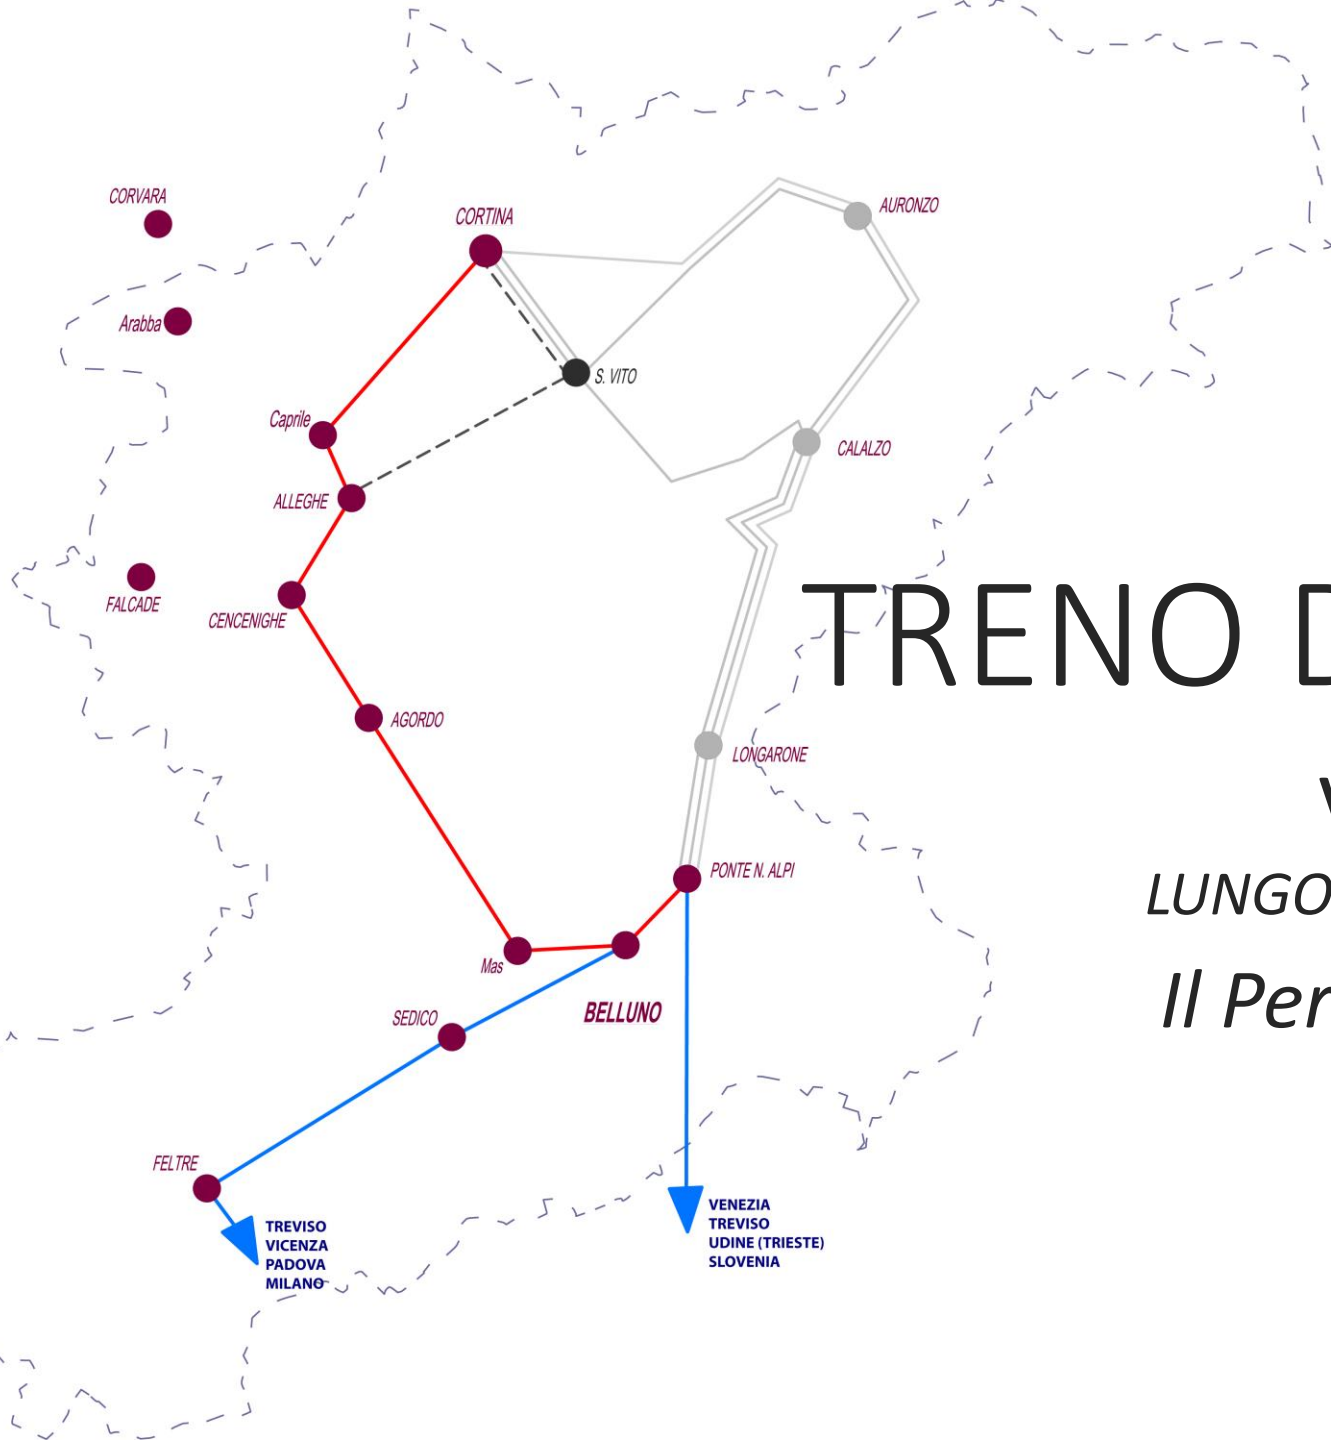 CORVARA
CORTINA
AURONZO
Arabba
S. VITO
Caprile
CALALZO
ALLEGHE
FALCADE
CENCENIGHE
TRENO
AGORDO
LONGARONE
PONTE N. ALPI
LUNGO
Mas
BELLUNO
Il Per
SEDICO
FELTRE
TREVISO
VICENZA
PADOVA
MILANO
VENEZIA
TREVISO
UDINE (TRIESTE)
SLOVENIA